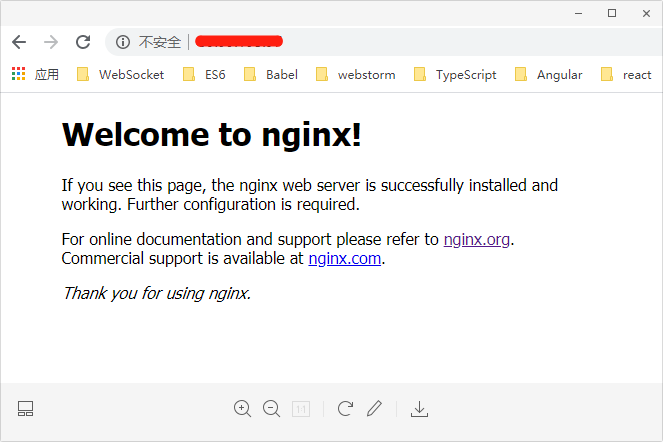 不安全
应用 WebSocket ES6 Babel webstorm TypeScript Angular react
Welcome to nginx!
If you see this page, the nginx web server is successfully installed and
working. Further configuration is required.
For online documentation and support please refer to nginx.org.
Commercial support is available at nginx.com.
Thank you for using nginx.
1:1